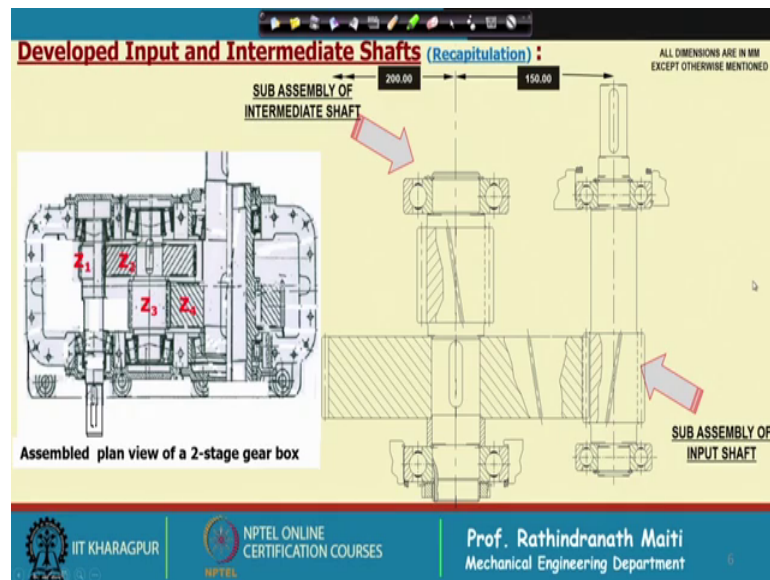 Developed Input and Intermediate Shafts (Recapitulation) :
ALL DIMENSIONS ARE IN MM
EXCEPT OTHERWISE MENTIONED
200.00
150.00
SUB ASSEMBLY OF
INTERMEDIATE SHAFT
Z1
Z2
Z3
Z4
SUB ASSEMBLY OF
INPUT SHAFT
Assembled plan view of a 2-stage gear box
IIT KHARAGPUR
NPTEL
NPTEL ONLINE
CERTIFICATION COURSES
Prof. Rathindranath Maiti
Mechanical Engineering Department
6